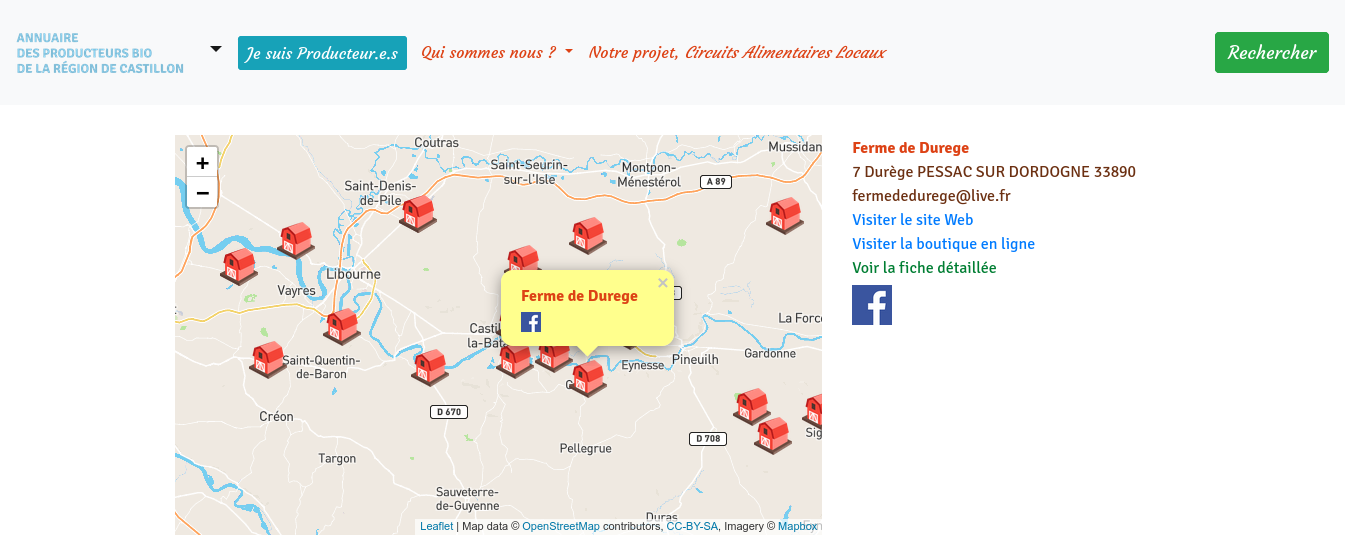 ANNUAIRE
DES PRODUCTEURS BIO
DE LA RÉGION DE CASTILLON
Je suis Producteur.e.s
Qui sommes nous ?
Notre projet, Circuits Alimentaires Locaux
Rechercher
+
−
Coutras
Saint-Seurin-
sur-l'Isle
Montpon-
Ménestérol
Mussidan
A 89
Saint-Denis-
de-Pile
Libourne
Vayres
Ferme de Durege
×
Castil
la-Bata
La Force
Gardonne
Pineuilh
Eynesse
Saint-Quentin-
de-Baron
Créon
D 670
D 708
Sig
Pellegrue
Targon
Sauveterre-
de-Guyenne
Duras
Leaflet | Map data © OpenStreetMap contributors, CC-BY-SA, Imagery © Mapbox
Ferme de Durege
7 Durège PESSAC SUR DORDOGNE 33890
fermededurege@live.fr
Visiter le site Web
Visiter la boutique en ligne
Voir la fiche détaillée